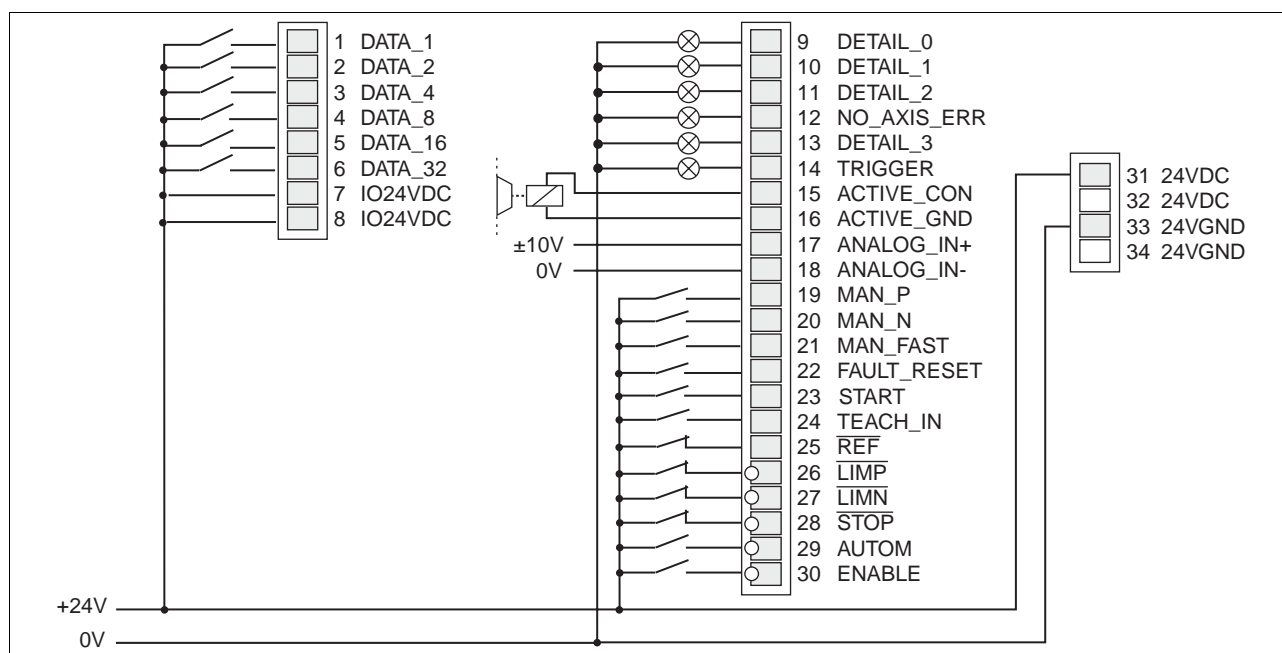 1 DATA_1
2 DATA_2
3 DATA_4
4 DATA_8
5 DATA_16
6 DATA_32
7 IO24VDC
8 IO24VDC
9 DETAIL_0
10 DETAIL_1
11 DETAIL_2
12 NO_AXIS_ERR
13 DETAIL_3
14 TRIGGER
15 ACTIVE_CON
16 ACTIVE_GND
±10V
17 ANALOG_IN+
0V
18 ANALOG_IN-
19 MAN_P
20 MAN_N
21 MAN_FAST
22 FAULT_RESET
23 START
24 TEACH_IN
25 REF
26 LIMP
27 LIMN
28 STOP
29 AUTOM
30 ENABLE
31 24VDC
32 24VDC
33 24VGND
34 24VGND
+24V
0V